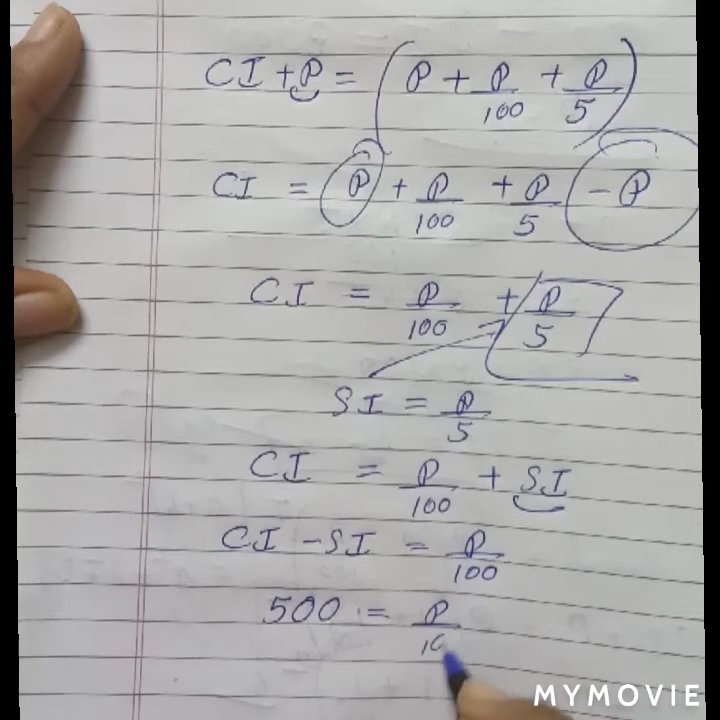 CI + P = (P + P/100 + P/5)
CI = P + P/100 + P/5 - P
CI = P/100 + P/5
SI = P/5
CI = P/100 + SI
CI - SI = P/100
500 = P/10
MYMOVIE